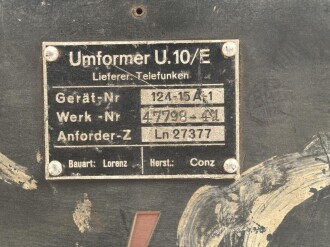 Umformer U.10/E
Lieferer: Telefunken
Gerät-Nr 124-15 A-1
Werk-Nr 47798-41
Anforder-Z Ln 27377
Bauart: Lorenz Herst.: Conz